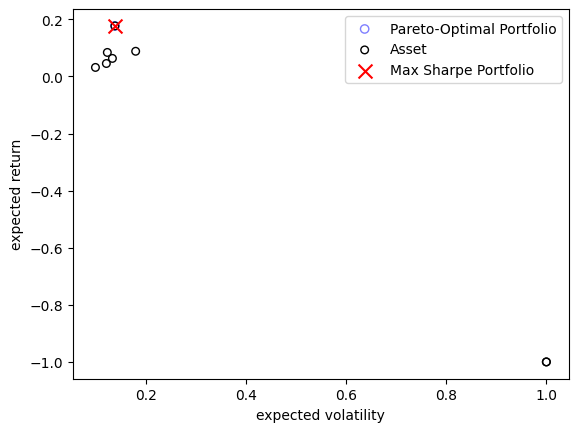 0.2
0.0
−0.2
−0.4
−0.6
−0.8
−1.0
expected return
Pareto-Optimal Portfolio
Asset
Max Sharpe Portfolio
0.2
0.4
0.6
0.8
1.0
expected volatility